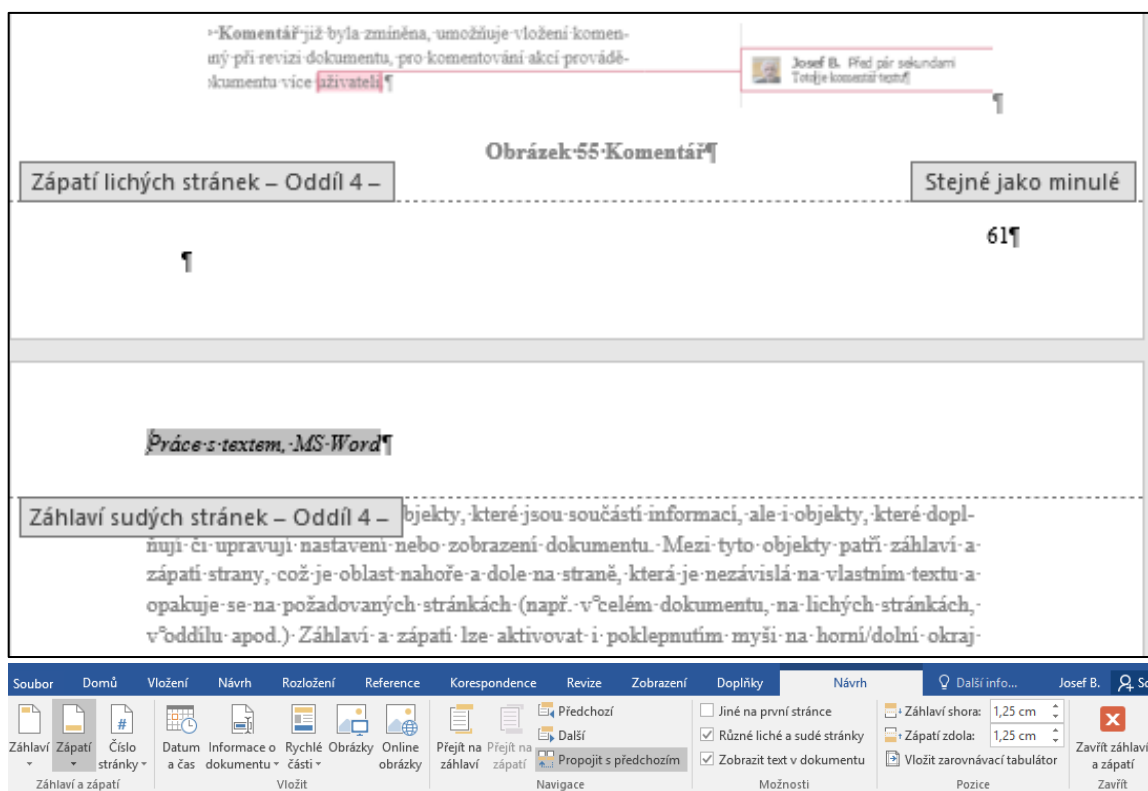 Komentář již byla zmíněna, umožňuje vložení komen-
ný při revizi dokumentu, pro komentování akcí provádě-
okumentu více uživateli¶
Josef B. Před pár sekundami
Toto je komentář textu¶
¶
Obrázek·55·Komentář¶
Zápatí lichých stránek – Oddíl 4 –
Stejné jako minulé
61¶
¶
Práce·s·textem,·MS·Word¶
Záhlaví sudých stránek – Oddíl 4 –
bjekty,·které·jsou·součástí·informací,·ale·i·objekty,·které·dopl-
ňují·či·upravují·nastavení·nebo·zobrazení·dokumentu.·Mezi·tyto·objekty·patří·záhlaví·a·
zápatí·strany,·což·je·oblast·nahoře·a·dole·na·straně,·která·je·nezávislá·na·vlastním·textu·a·
opakuje·se·na·požadovaných·stránkách·(např.·v°celém·dokumentu,·na·lichých·stránkách,·
v°oddílu·apod.)·Záhlaví·a·zápatí·lze·aktivovat·i·poklepnutím·myši·na·horní/dolní·okraj·
Soubor Domů Vložení Návrh Rozložení Reference Korespondence Revize Zobrazení Doplňky Návrh Další info... Josef B.
Záhlaví Zápatí Číslo stránky
Datum a čas Informace o dokumentu Rychlé části Obrázky Online obrázky
Přejít na záhlaví Přejít na zápatí
Předchozí
Další
Propojit s předchozím
Jiné na první stránce
Různé liché a sudé stránky
Zobrazit text v dokumentu
Záhlaví shora: 1,25 cm
Zápatí zdola: 1,25 cm
Vložit zarovnávací tabulátor
Zavřít záhlaví a zápatí
Záhlaví a zápatí Vložit Navigace Možnosti Pozice Zavřít